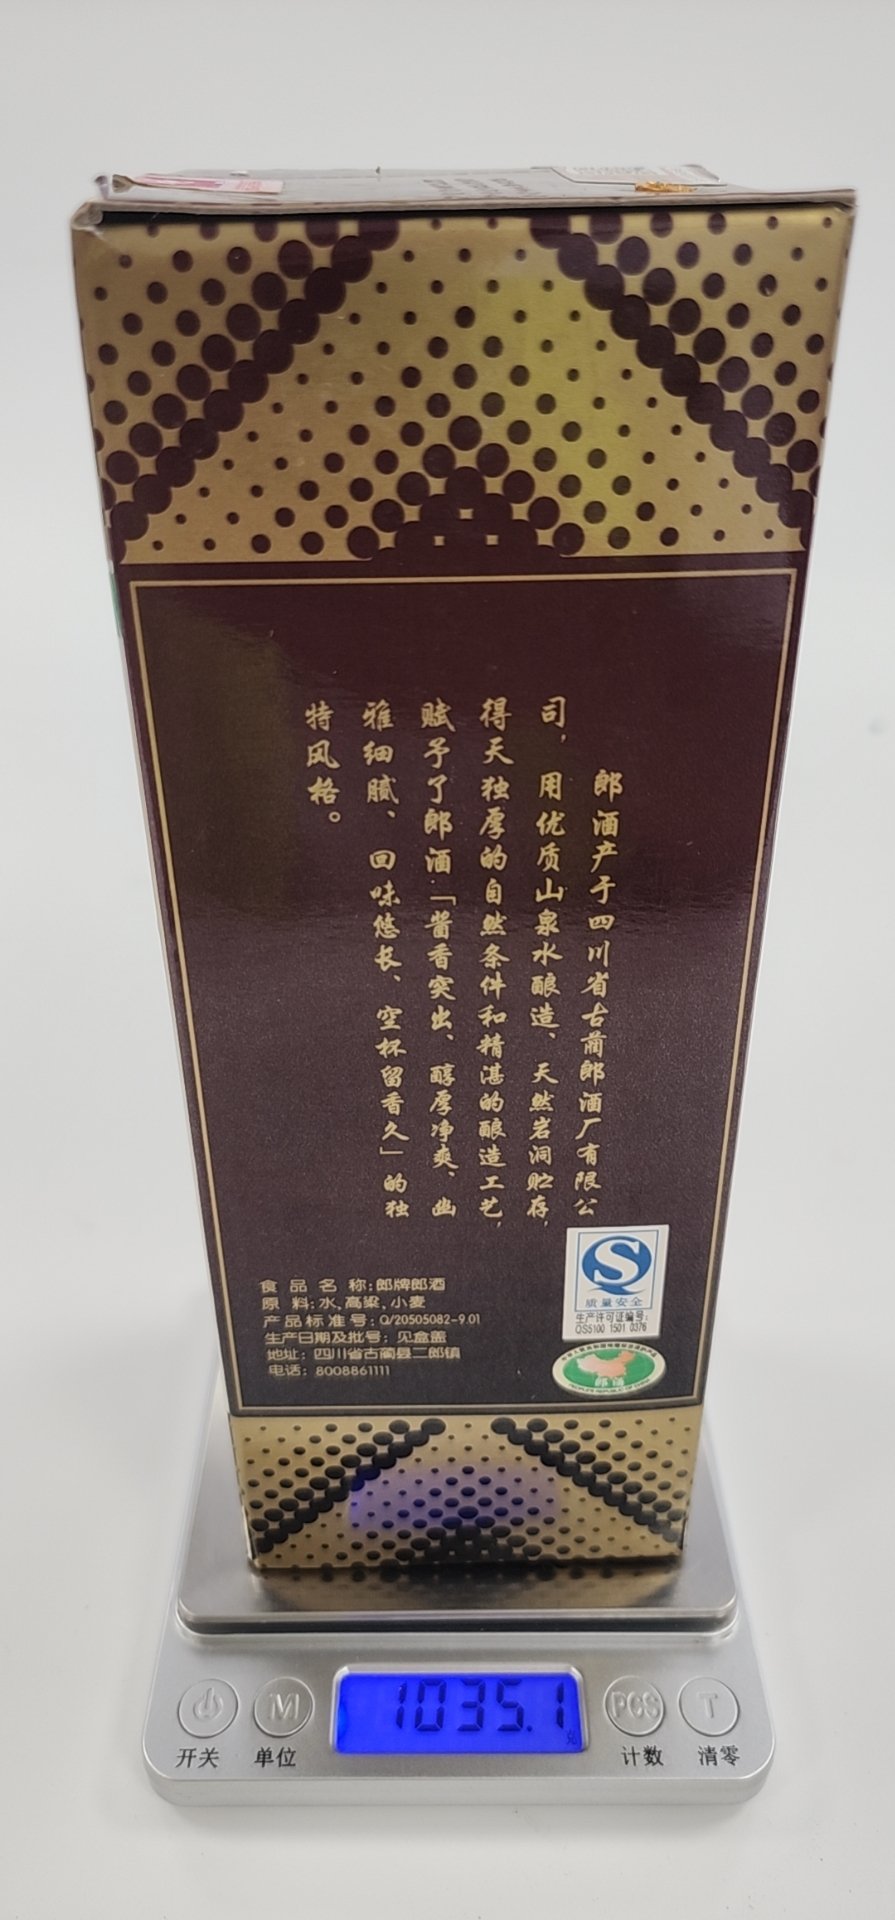 郎酒产于四川省古蔺郎酒厂有限公
司，用优质山泉水酿造、天然岩洞贮存，
得天独厚的自然条件和精湛的酿造工艺，
赋予了郎酒「酱香突出、醇厚净爽、幽
雅细腻、回味悠长、空杯留香久」的独
特风格。
食品名称：郎牌郎酒
原料：水、高粱、小麦
产品标准号：Q/20505082-9.01
生产日期及批号：见盒盖
地址：四川省古蔺县二郎镇
电话：8008861111
质量安全
生产许可证编号：
QS5100 1501 0376
PEOPLE'S REPUBLIC OF CHINA
1035.1
克
M
PCS
T
开关
单位
计数
清零